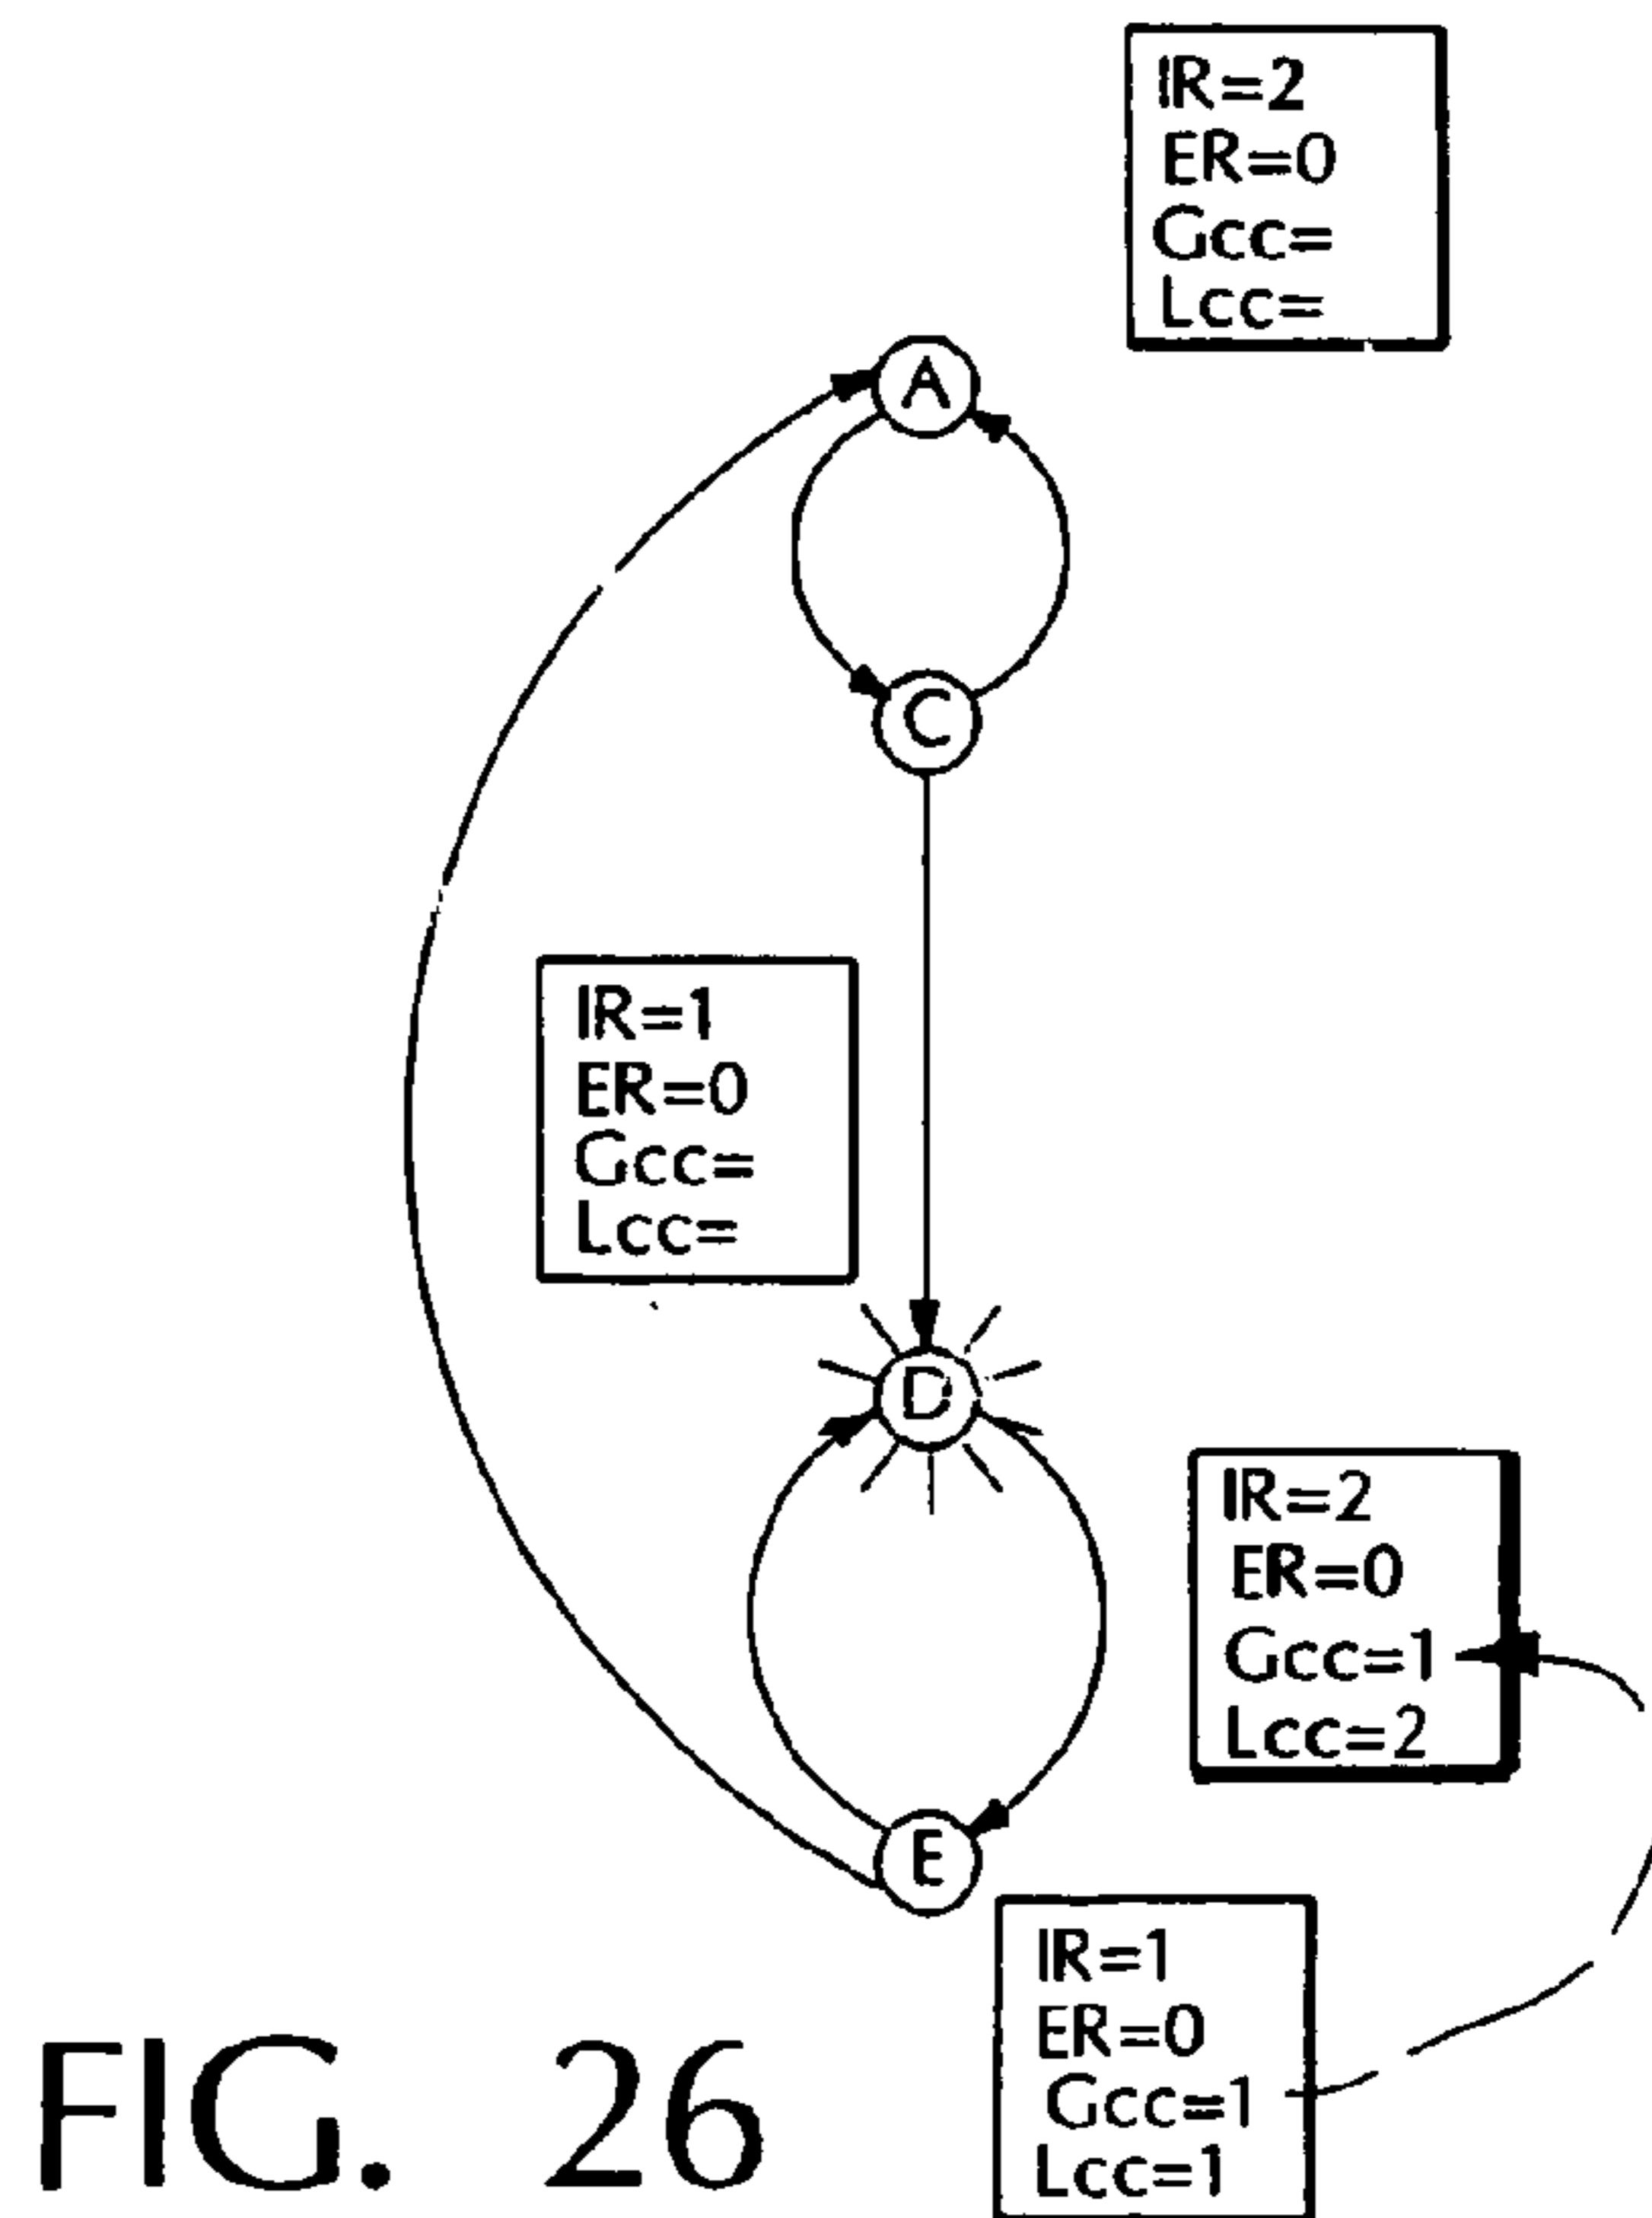 IR=2
ER=0
Gcc=
Lcc=
A
C
IR=1
ER=0
Gcc=
Lcc=
D
IR=2
ER=0
Gcc=1
Lcc=2
E
IR=1
ER=0
Gcc=1
Lcc=1
FIG. 26